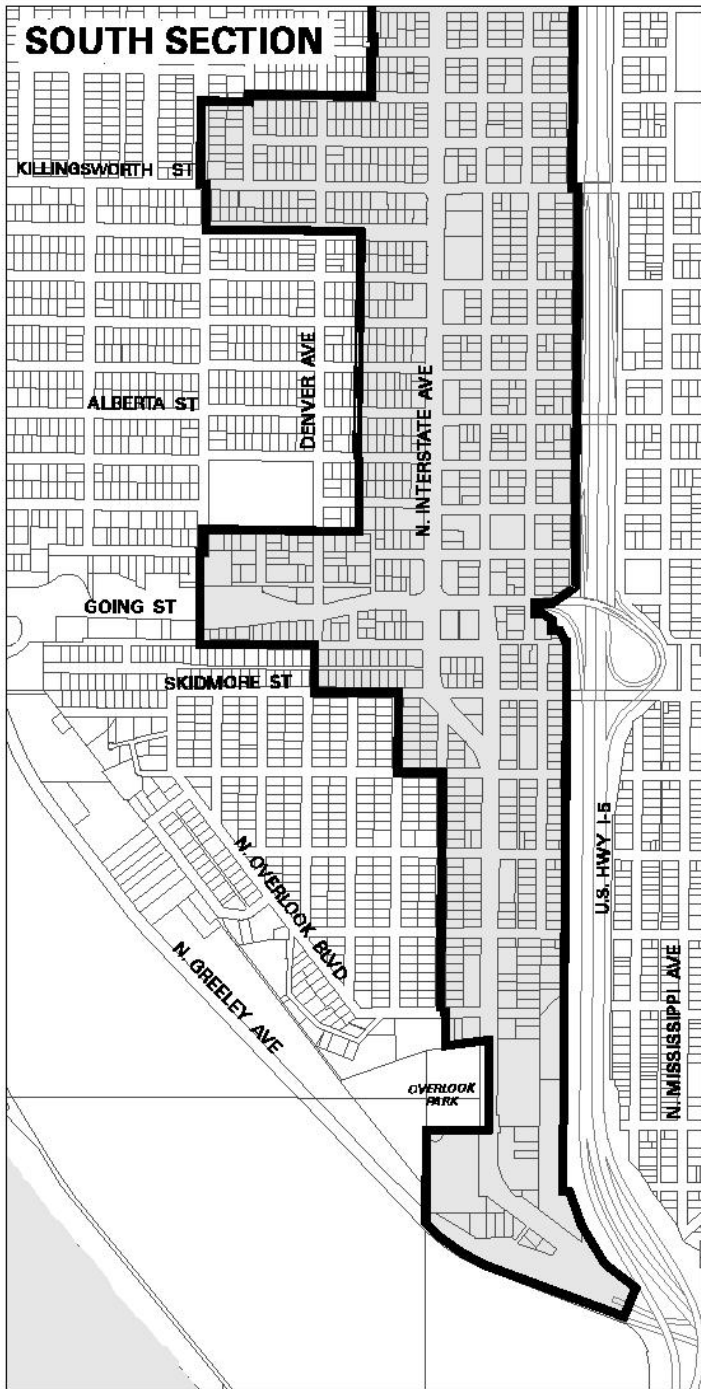 SOUTH SECTION
KILLINGSWORTH ST
DENVER AVE
N. INTERSTATE AVE
ALBERTA ST
GOING ST
SKIDMORE ST
U.S. HWY I-5
N. OVERLOOK BLVD
N. GREELEY AVE
N. MISSISSIPPI AVE
OVERLOOK
PARK